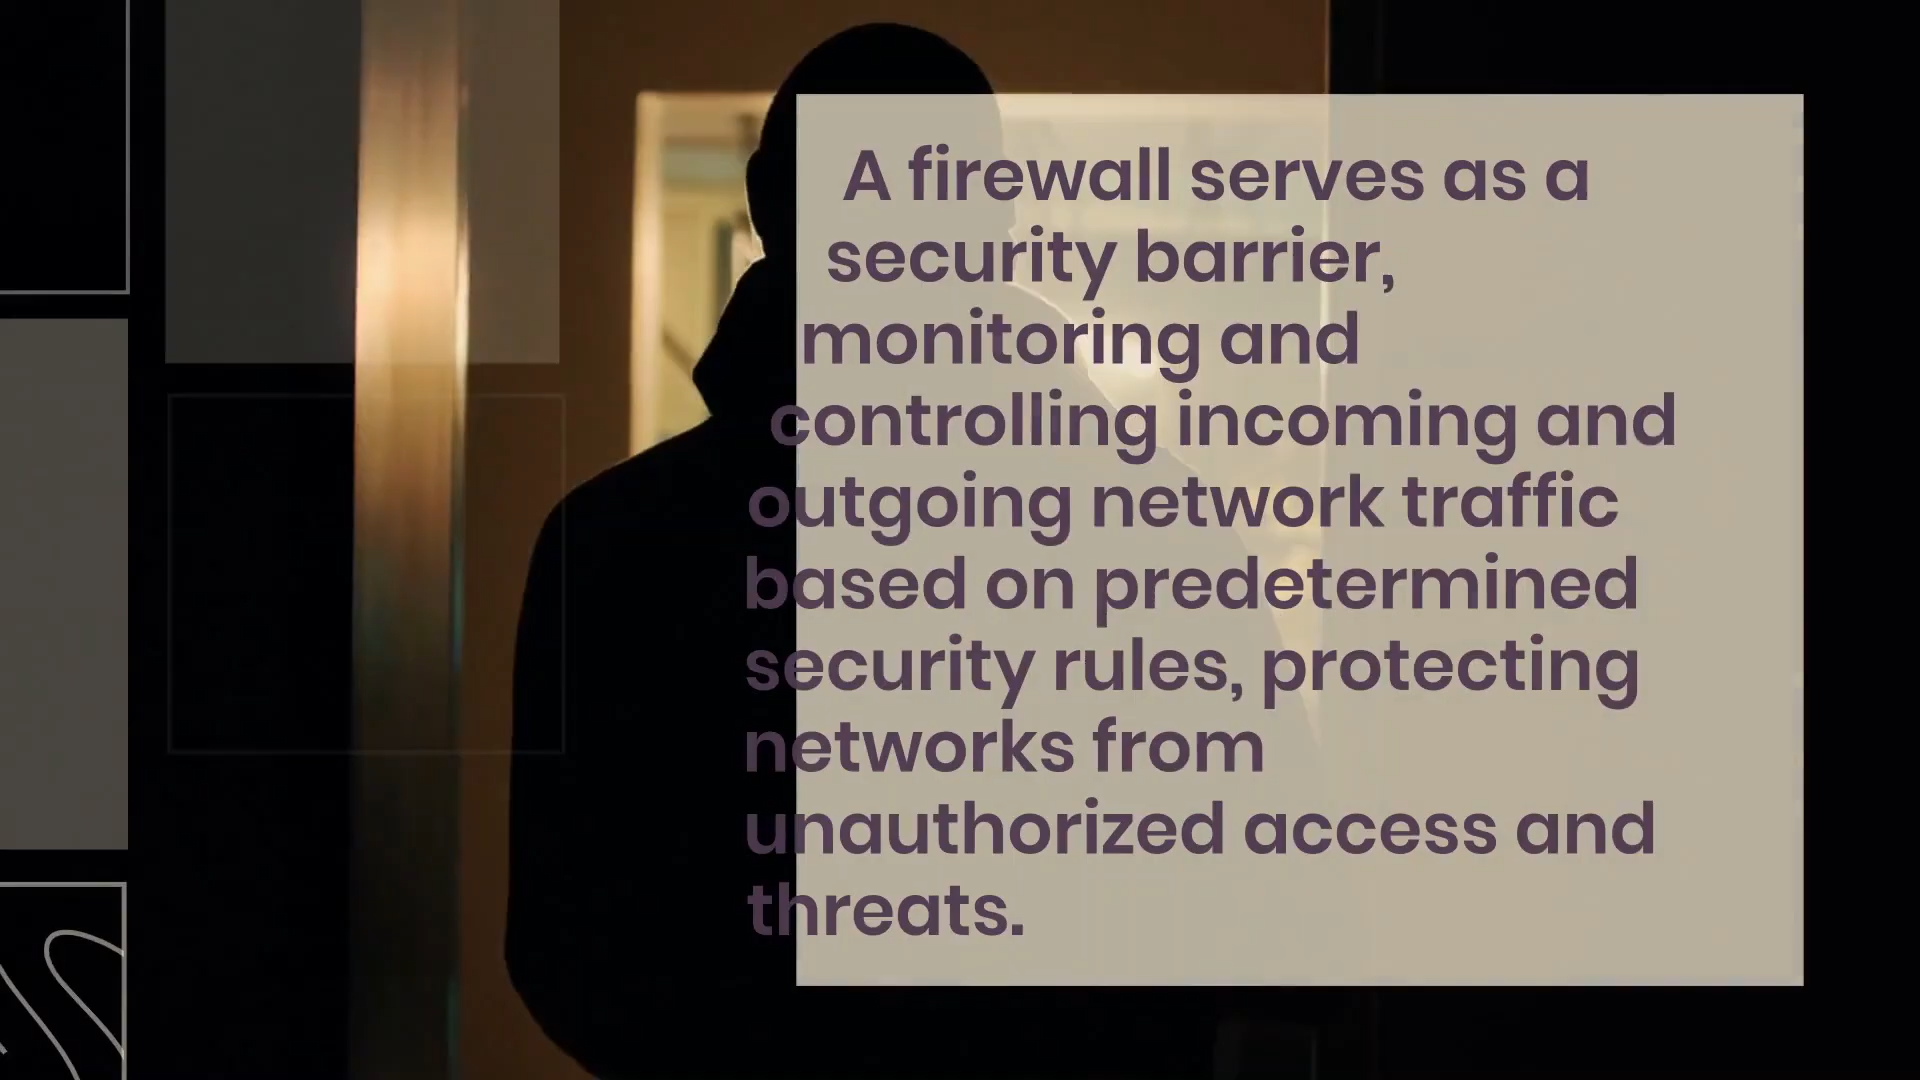 A firewall serves as a
security barrier,
monitoring and
controlling incoming and
outgoing network traffic
based on predetermined
security rules, protecting
networks from
unauthorized access and
threats.